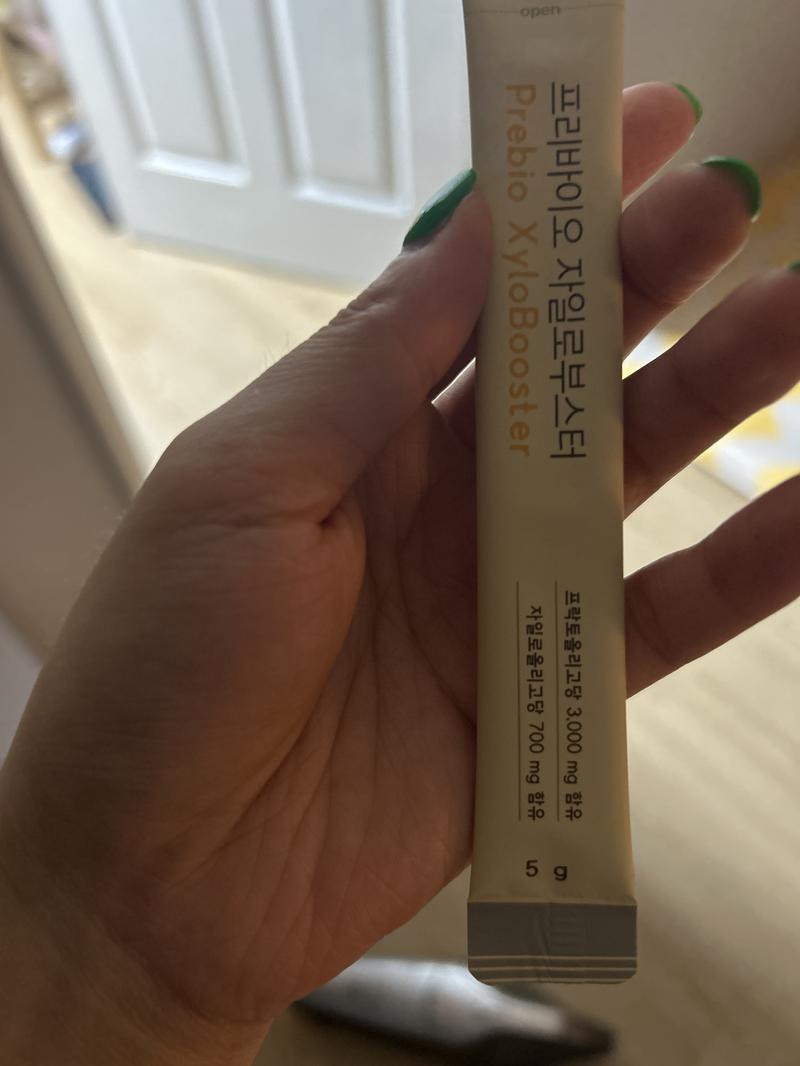 open
프리바이오 자일로부스터
Prebio XyloBooster
프락토올리고당 3,000 mg 함유
자일로올리고당 700 mg 함유
5 g